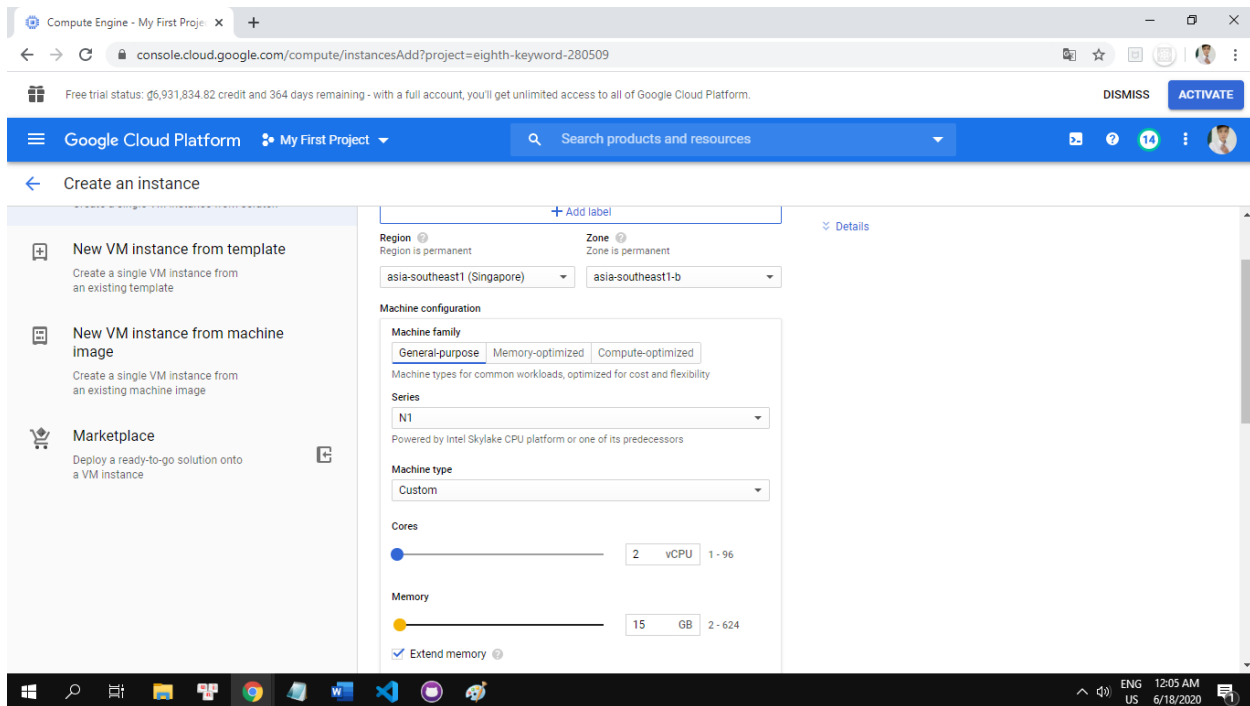 Compute Engine - My First Proje
console.cloud.google.com/compute/instancesAdd?project=eighth-keyword-280509
Free trial status: ₫6,931,834.82 credit and 364 days remaining - with a full account, you'll get unlimited access to all of Google Cloud Platform.
DISMISS
ACTIVATE
Google Cloud Platform
My First Project
Search products and resources
14
Create an instance
New VM instance from template
Create a single VM instance from
an existing template
New VM instance from machine
image
Create a single VM instance from
an existing machine image
Marketplace
Deploy a ready-to-go solution onto
a VM instance
Add label
Region
Region is permanent
asia-southeast1 (Singapore)
Zone
Zone is permanent
asia-southeast1-b
Machine configuration
Machine family
General-purpose Memory-optimized Compute-optimized
Machine types for common workloads, optimized for cost and flexibility
Series
N1
Powered by Intel Skylake CPU platform or one of its predecessors
Machine type
Custom
Cores
2 vCPU 1 - 96
Memory
15 GB 2 - 624
Extend memory
Details
ENG
US
12:05 AM
6/18/2020